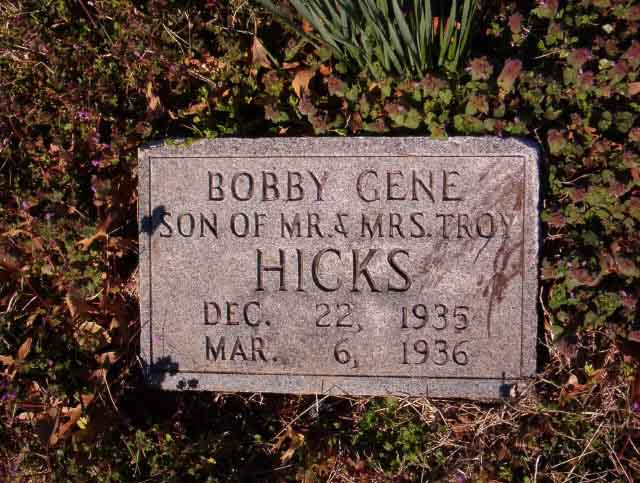 BOBBY GENE
SON OF MR. & MRS. TROY
HICKS
DEC. 22, 1935
MAR. 6, 1936